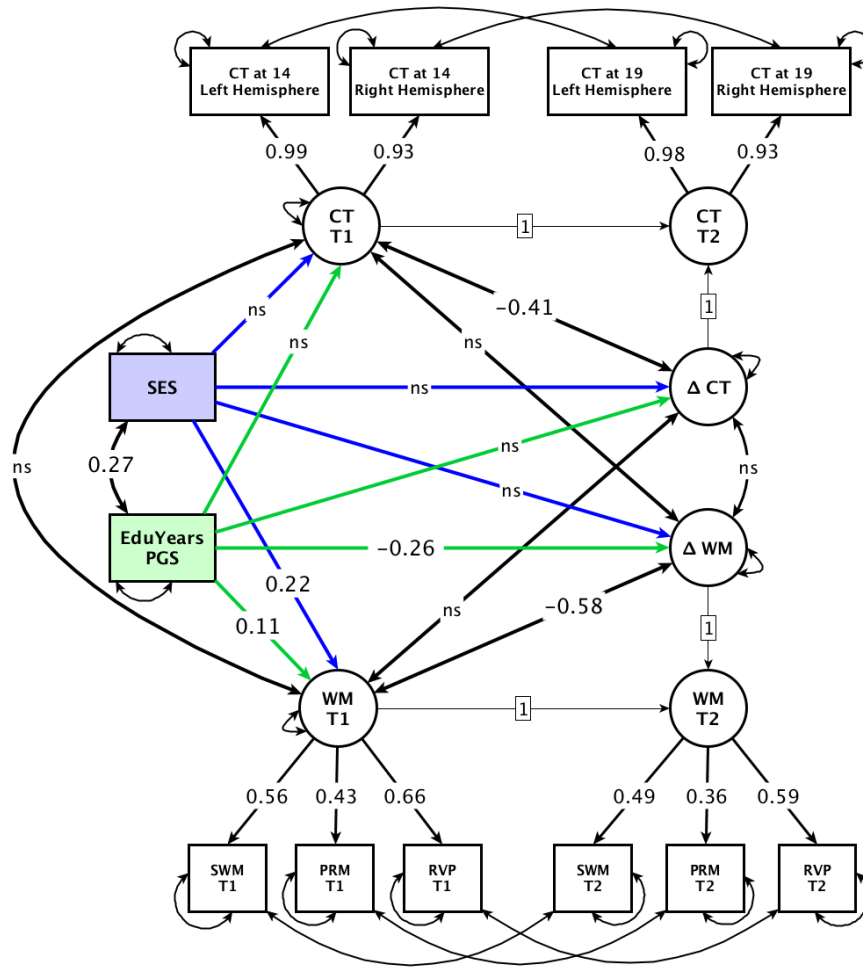 CT at 14
Left Hemisphere
CT at 14
Right Hemisphere
CT at 19
Left Hemisphere
CT at 19
Right Hemisphere
0.99
0.93
0.98
0.93
CT
T1
1
CT
T2
ns
−0.41
1
ns
ns
SES
ns
Δ CT
0.27
ns
ns
ns
ns
EduYears
PGS
−0.26
Δ WM
0.22
0.11
−0.58
ns
1
WM
T1
1
WM
T2
0.56
0.43
0.66
0.49
0.36
0.59
SWM
T1
PRM
T1
RVP
T1
SWM
T2
PRM
T2
RVP
T2